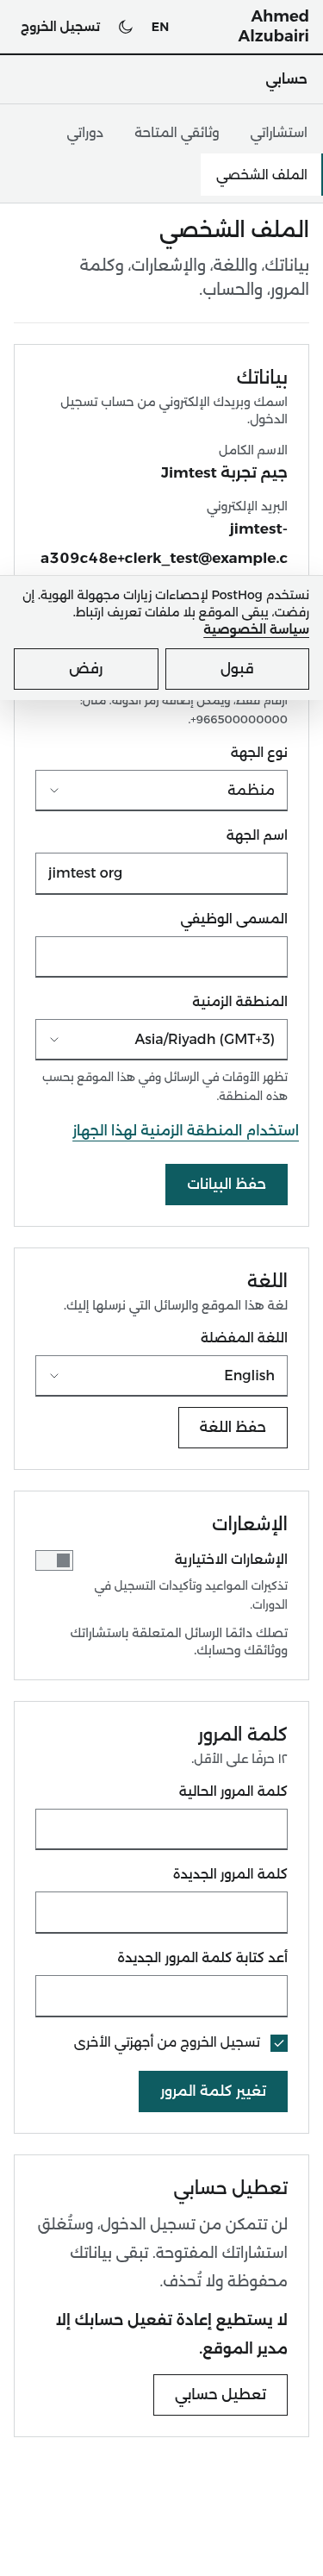 Ahmed
Alzubairi
EN
تسجيل الخروج
حسابي
استشاراتي
وثائقي المتاحة
دوراتي
الملف الشخصي
الملف الشخصي
بياناتك، واللغة، والإشعارات، وكلمة
المرور، والحساب.
بياناتك
اسمك وبريدك الإلكتروني من حساب تسجيل
الدخول.
الاسم الكامل
جيم تجربة Jimtest
البريد الإلكتروني
jimtest-
a309c48e+clerk_test@example.c
نستخدم PostHog لإحصاءات زيارات مجهولة الهوية، إن
رفضت، يبقى الموقع بلا ملفات تعريف ارتباط.
سياسة الخصوصية
قبول
رفض
أرقام فقط، ويمكن إضافة رمز الدولة. مثال:
+966500000000.
نوع الجهة
منظمة
اسم الجهة
jimtest org
المسمى الوظيفي
المنطقة الزمنية
Asia/Riyadh (GMT+3)
تظهر الأوقات في الرسائل وفي هذا الموقع بحسب
هذه المنطقة.
استخدام المنطقة الزمنية لهذا الجهاز
حفظ البيانات
اللغة
لغة هذا الموقع والرسائل التي نرسلها إليك.
اللغة المفضلة
English
حفظ اللغة
الإشعارات
الإشعارات الاختيارية
تذكيرات المواعيد وتأكيدات التسجيل في
الدورات.
تصلك دائمًا الرسائل المتعلقة باستشاراتك
ووثائقك وحسابك.
كلمة المرور
١٢ حرفًا على الأقل.
كلمة المرور الحالية
كلمة المرور الجديدة
أعد كتابة كلمة المرور الجديدة
تسجيل الخروج من أجهزتي الأخرى
تغيير كلمة المرور
تعطيل حسابي
لن تتمكن من تسجيل الدخول، وستُغلق
استشاراتك المفتوحة. تبقى بياناتك
محفوظة ولا تُحذف.
لا يستطيع إعادة تفعيل حسابك إلا
مدير الموقع.
تعطيل حسابي